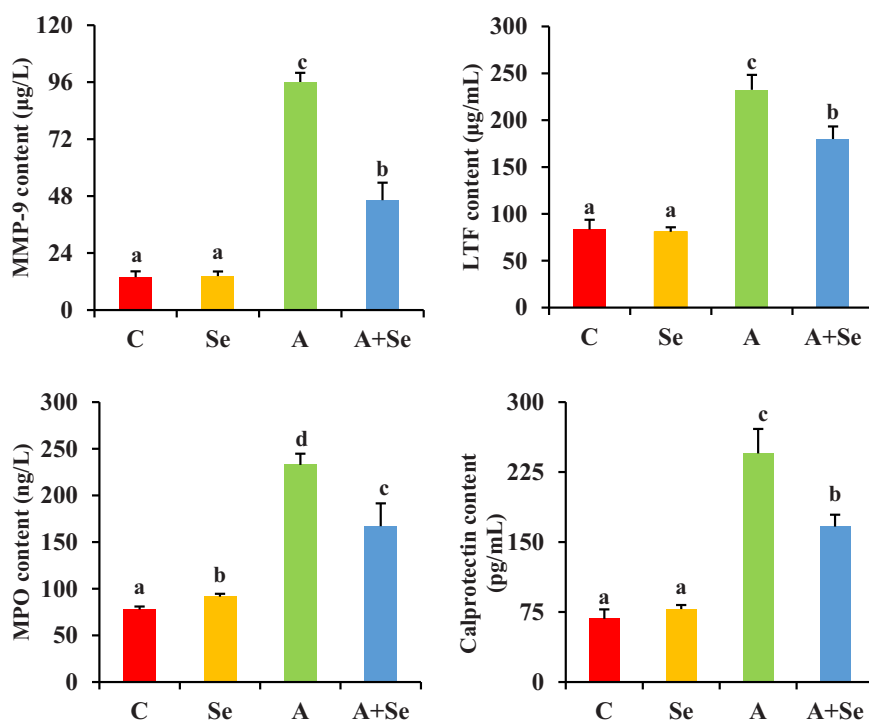 MMP-9 content (μg/L)
120
96
72
48
24
0
a
a
c
b
C Se A A+Se
LTF content (μg/mL)
300
250
200
150
100
50
0
a
a
c
b
C Se A A+Se
MPO content (ng/L)
300
250
200
150
100
50
0
a
b
d
c
C Se A A+Se
Calprotectin content
(pg/mL)
300
225
150
75
0
a
a
c
b
C Se A A+Se